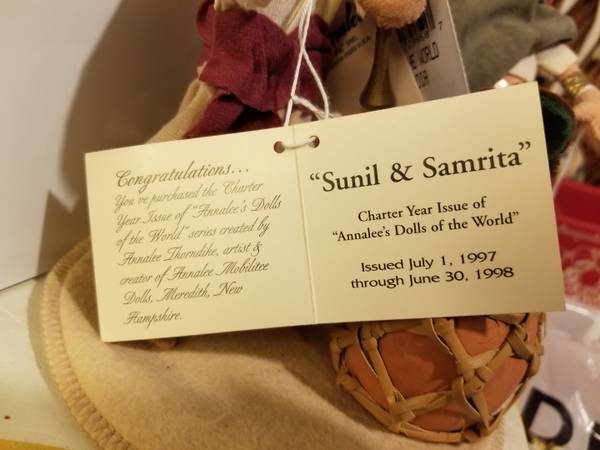 Congratulations...
You've purchased the Charter
Year Issue of "Annalee's Dolls
of the World" series created by
Annalee Thorndike, artist &
creator of Annalee Mobilitee
Dolls, Meredith, New
Hampshire.
"Sunil & Samrita"
Charter Year Issue of
"Annalee's Dolls of the World"
Issued July 1, 1997
through June 30, 1998
7
WORLD